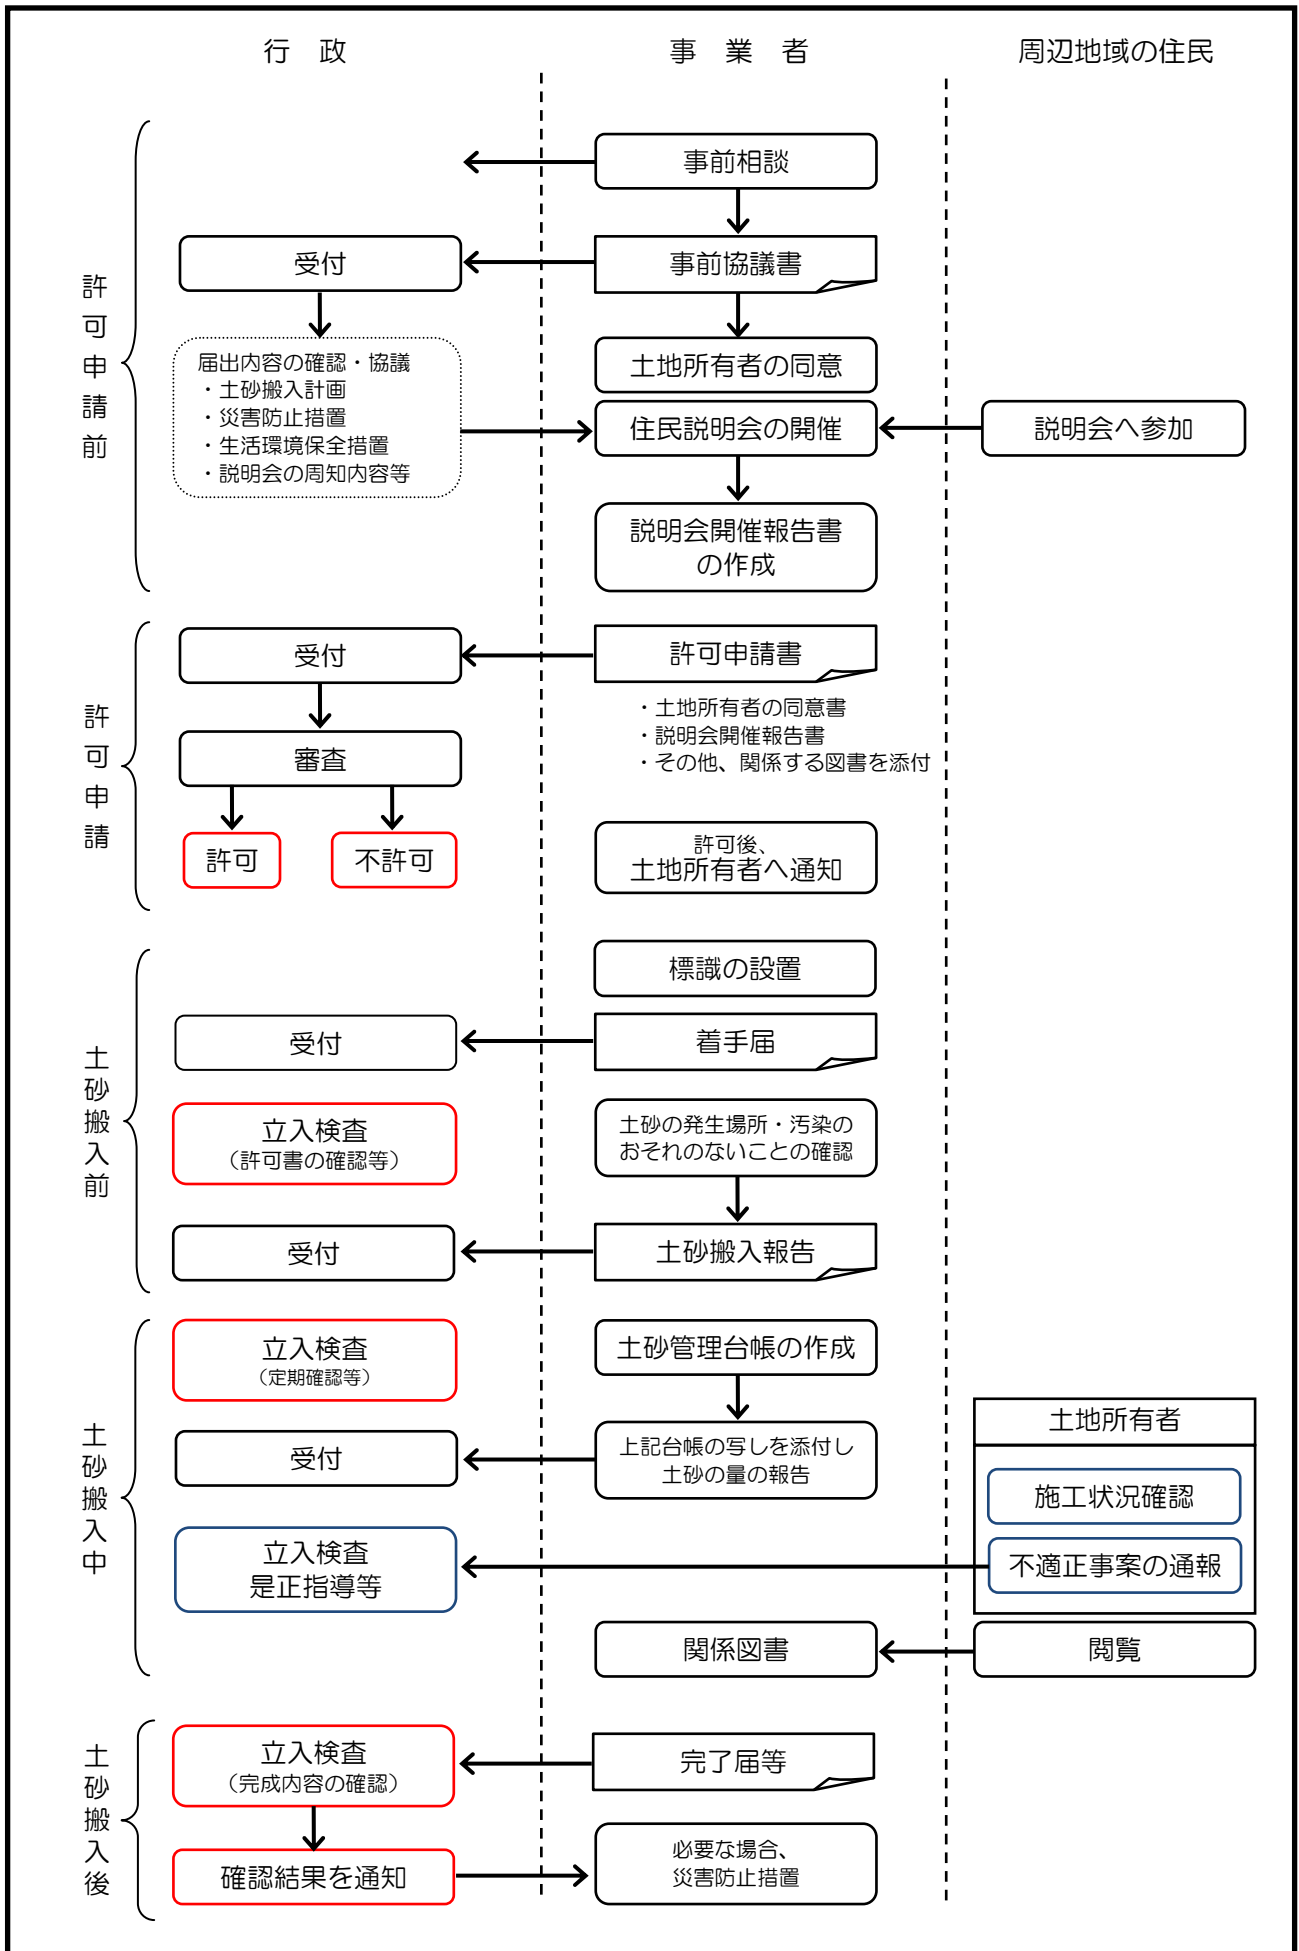 行　政
事　業　者
周辺地域の住民
許可申請前
事前相談
受付
事前協議書
届出内容の確認・協議
・土砂搬入計画
・災害防止措置
・生活環境保全措置
・説明会の周知内容等
土地所有者の同意
住民説明会の開催
説明会へ参加
説明会開催報告書
の作成
許可申請
受付
許可申請書
・土地所有者の同意書
・説明会開催報告書
・その他、関係する図書を添付
審査
許可
不許可
許可後、
土地所有者へ通知
土砂搬入前
標識の設置
受付
着手届
立入検査
（許可書の確認等）
土砂の発生場所・汚染の
おそれのないことの確認
受付
土砂搬入報告
土砂搬入中
立入検査
（定期確認等）
土砂管理台帳の作成
受付
上記台帳の写しを添付し
土砂の量の報告
土地所有者
施工状況確認
立入検査
是正指導等
不適正事案の通報
関係図書
閲覧
土砂搬入後
立入検査
（完成内容の確認）
完了届等
確認結果を通知
必要な場合、
災害防止措置